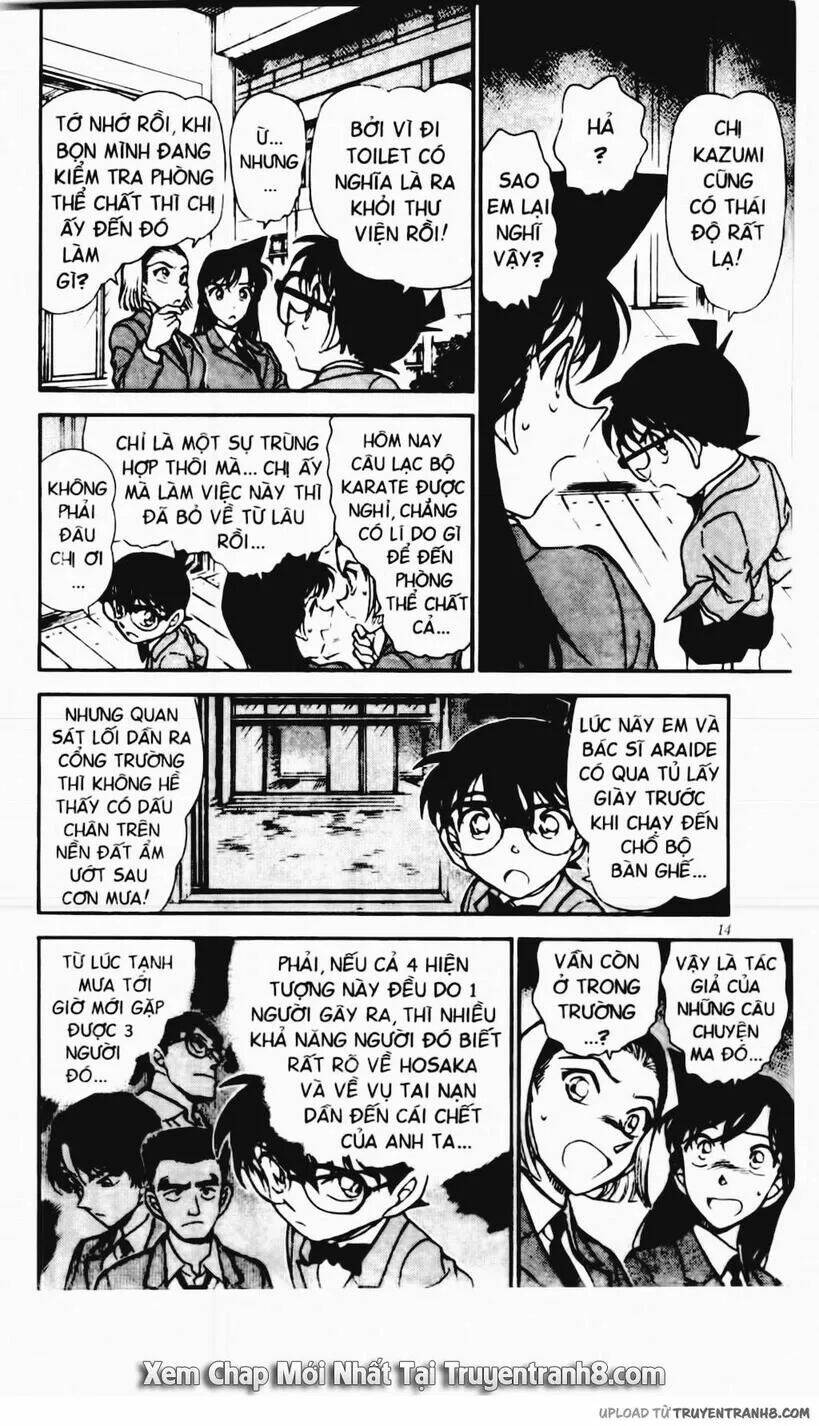 CHỊ
KAZUMI
CŨNG
CÓ THÁI
ĐỘ RẤT
LẠ!
HẢ
?
SAO
EM LẠI
NGHĨ
VẬY?
BỞI VÌ ĐI
TOILET CÓ
NGHĨA LÀ RA
KHỎI THƯ
VIỆN RỒI!
Ừ...
NHƯNG
...
TỚ NHỚ RỒI, KHI
BỌN MÌNH ĐANG
KIỂM TRA PHÒNG
THỂ CHẤT THÌ CHỊ
ẤY ĐẾN ĐÓ
LÀM
GÌ?
HÔM NAY
CÂU LẠC BỘ
KARATE ĐƯỢC
NGHỈ, CHẲNG
CÓ LÍ DO GÌ
ĐỂ ĐẾN
PHÒNG
THỂ CHẤT
CẢ...
CHỈ LÀ MỘT SỰ TRÙNG
HỢP THÔI MÀ... CHỊ ẤY
MÀ LÀM VIỆC NÀY THÌ
ĐÃ BỎ VỀ TỪ LÂU
RỒI...
KHÔNG
PHẢI
ĐÂU
CHỊ ƠI
...
LÚC NÃY EM VÀ
BÁC SĨ ARAIDE
CÓ QUA TỦ LẤY
GIÀY TRƯỚC
KHI CHẠY ĐẾN
CHỖ BỘ
BÀN GHẾ...
NHƯNG QUAN
SÁT LỐI DẪN RA
CỔNG TRƯỜNG
THÌ KHÔNG HỀ
THẤY CÓ DẤU
CHÂN TRÊN
NỀN ĐẤT ẨM
ƯỚT SAU
CƠN MƯA!
14
VẬY LÀ TÁC
GIẢ CỦA
NHỮNG CÂU
CHUYỆN
MA ĐÓ...
VẪN CÒN
Ở TRONG
TRƯỜNG
...?
PHẢI, NẾU CẢ 4 HIỆN
TƯỢNG NÀY ĐỀU DO 1
NGƯỜI GÂY RA, THÌ NHIỀU
KHẢ NĂNG NGƯỜI ĐÓ BIẾT
RẤT RÕ VỀ HOSAKA
VÀ VỀ VỤ TAI NẠN
DẪN ĐẾN CÁI CHẾT
CỦA ANH TA...
TỪ LÚC TẠNH
MƯA TỚI
GIỜ MỚI GẶP
ĐƯỢC 3
NGƯỜI
ĐÓ...
Xem Chap Mới Nhất Tại Truyentranh8.com
UPLOAD TỪ TRUYENTRANH8.COM